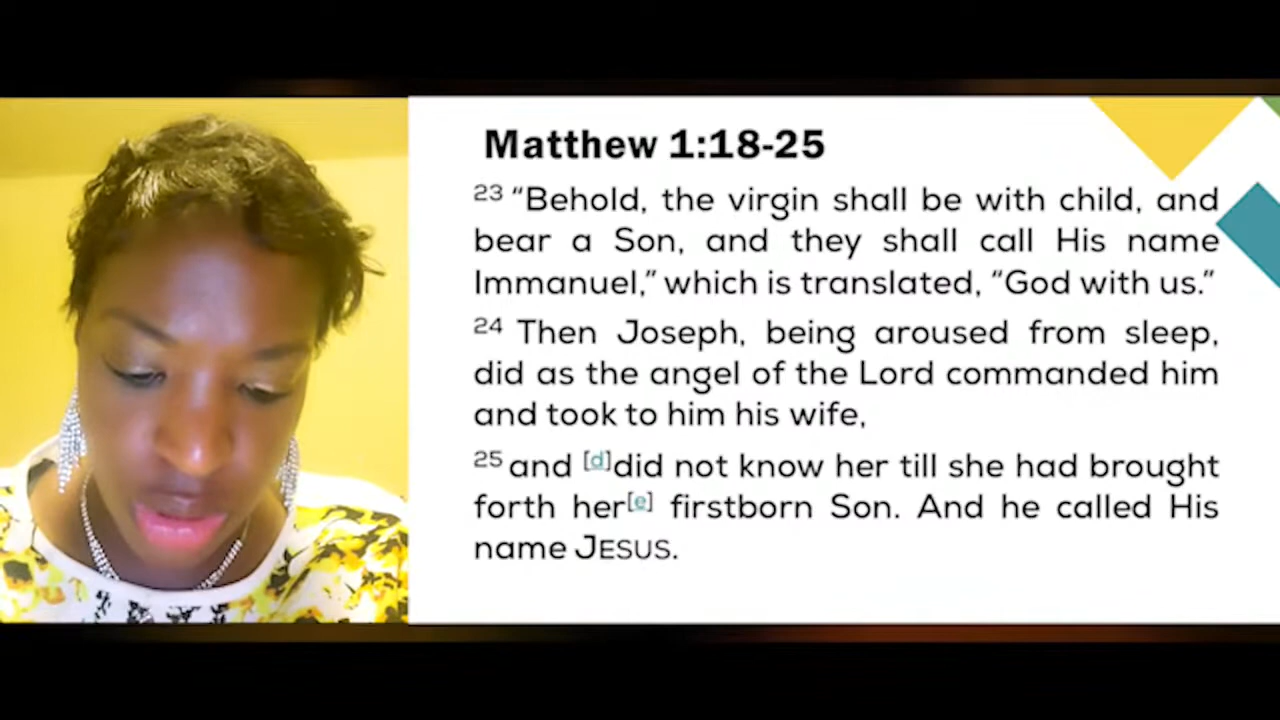 Matthew 1:18-25
23 “Behold, the virgin shall be with child, and
bear a Son, and they shall call His name
Immanuel,” which is translated, “God with us.”
24 Then Joseph, being aroused from sleep,
did as the angel of the Lord commanded him
and took to him his wife,
25 and [d]did not know her till she had brought
forth her[e] firstborn Son. And he called His
name JESUS.